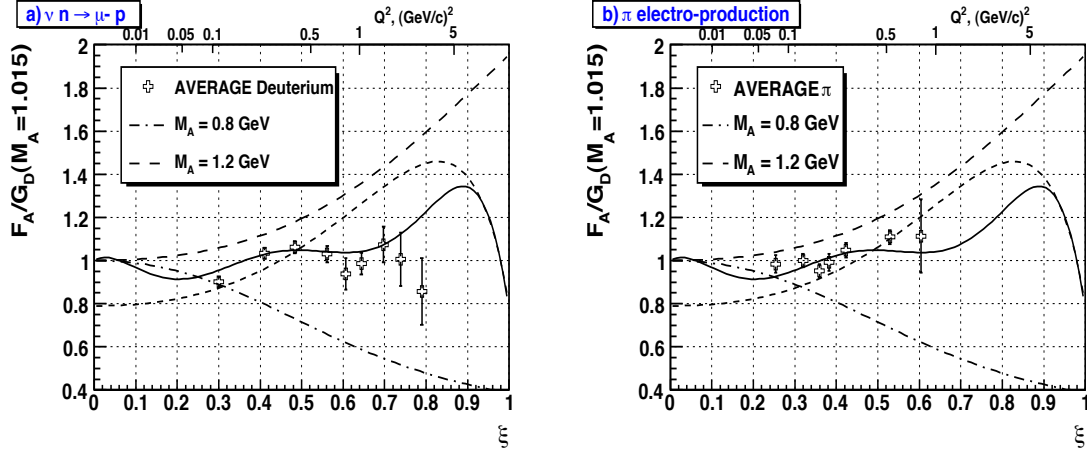 a) ν n → μ- p
Q², (GeV/c)²
0.01 0.05 0.1 0.5 1 5
F_A/G_D(M_A=1.015)
2
1.8
1.6
1.4
1.2
1
0.8
0.6
0.4
AVERAGE Deuterium
M_A = 0.8 GeV
M_A = 1.2 GeV
0 0.1 0.2 0.3 0.4 0.5 0.6 0.7 0.8 0.9 1
ξ
b) π electro-production
Q², (GeV/c)²
0.01 0.05 0.1 0.5 1 5
F_A/G_D(M_A=1.015)
2
1.8
1.6
1.4
1.2
1
0.8
0.6
0.4
AVERAGE π
M_A = 0.8 GeV
M_A = 1.2 GeV
0 0.1 0.2 0.3 0.4 0.5 0.6 0.7 0.8 0.9 1
ξ